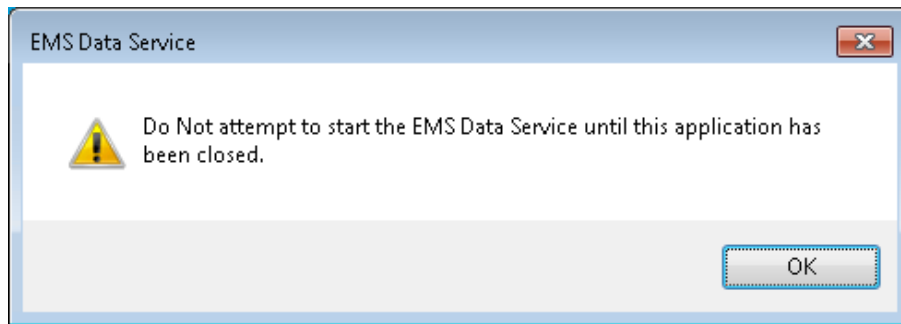 EMS Data Service
Do Not attempt to start the EMS Data Service until this application has
been closed.
OK